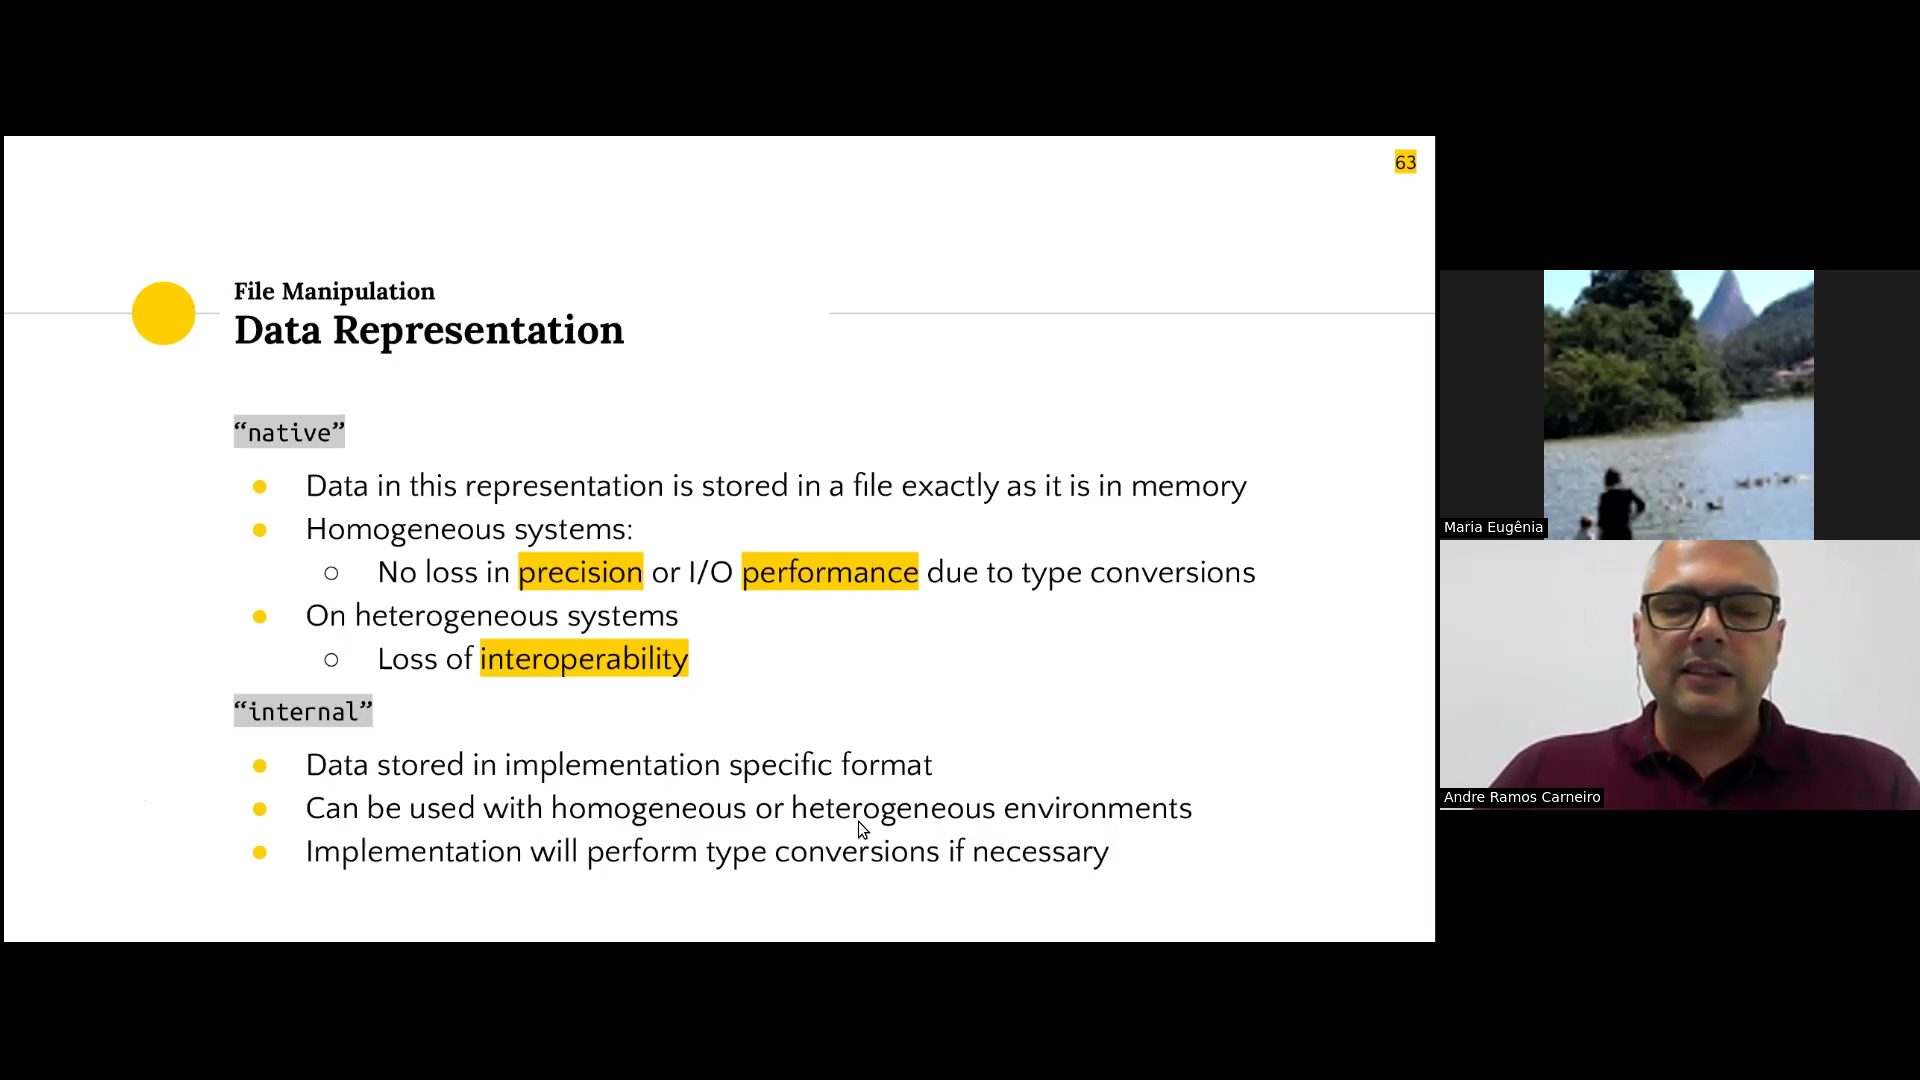 63
File Manipulation
Data Representation
“native”
● Data in this representation is stored in a file exactly as it is in memory
● Homogeneous systems:
○ No loss in precision or I/O performance due to type conversions
● On heterogeneous systems
○ Loss of interoperability
“internal”
● Data stored in implementation specific format
● Can be used with homogeneous or heterogeneous environments
● Implementation will perform type conversions if necessary
Maria Eugênia
Andre Ramos Carneiro